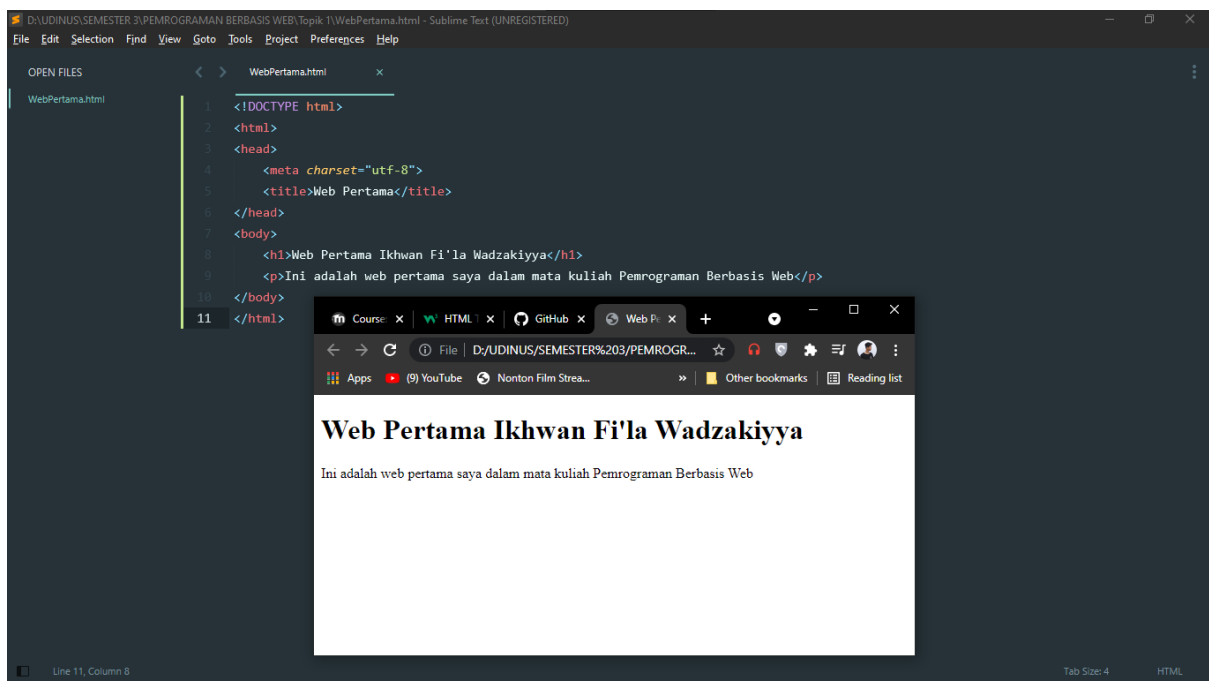 D:\UDINUS\SEMESTER 3\PEMROGRAMAN BERBASIS WEB\Topik 1\WebPertama.html - Sublime Text (UNREGISTERED)
File Edit Selection Find View Goto Tools Project Preferences Help
OPEN FILES
WebPertama.html
WebPertama.html
1 <!DOCTYPE html>
2 <html>
3 <head>
4 <meta charset="utf-8">
5 <title>Web Pertama</title>
6 </head>
7 <body>
8 <h1>Web Pertama Ikhwan Fi'la Wadzakiyya</h1>
9 <p>Ini adalah web pertama saya dalam mata kuliah Pemrograman Berbasis Web</p>
10 </body>
11 </html>
Course HTML GitHub Web Pe
File D:/UDINUS/SEMESTER%203/PEMROGR...
Apps (9) YouTube Nonton Film Strea... » Other bookmarks Reading list
Web Pertama Ikhwan Fi'la Wadzakiyya
Ini adalah web pertama saya dalam mata kuliah Pemrograman Berbasis Web
Line 11, Column 8 Tab Size: 4 HTML